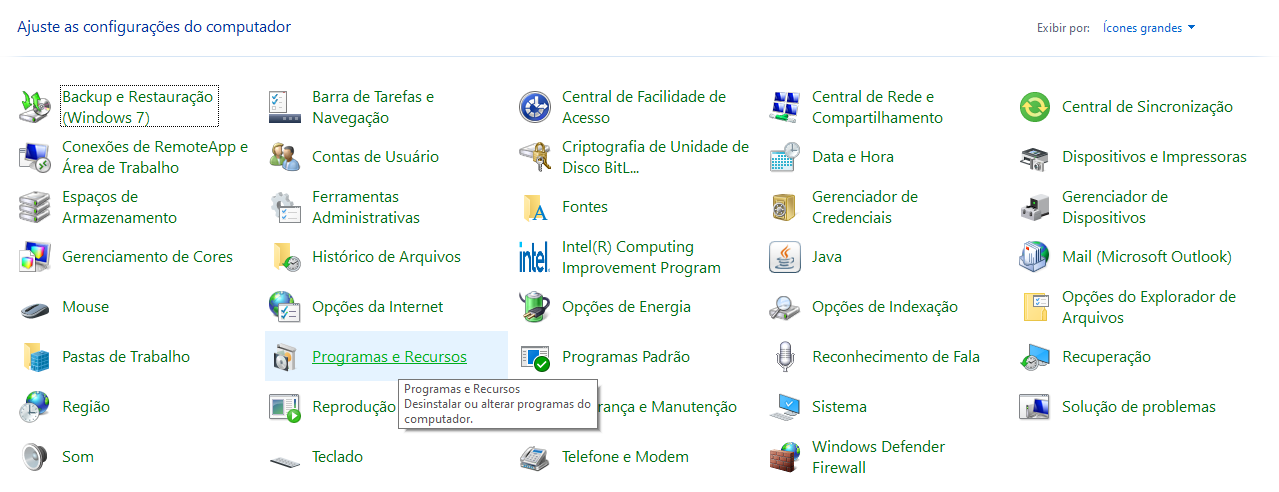 Ajuste as configurações do computador
Exibir por: Ícones grandes
Backup e Restauração
(Windows 7)
Barra de Tarefas e
Navegação
Central de Facilidade de
Acesso
Central de Rede e
Compartilhamento
Central de Sincronização
Conexões de RemoteApp e
Área de Trabalho
Contas de Usuário
Criptografia de Unidade de
Disco BitL...
Data e Hora
Dispositivos e Impressoras
Espaços de
Armazenamento
Ferramentas
Administrativas
A
Fontes
Gerenciador de
Credenciais
Gerenciador de
Dispositivos
Gerenciamento de Cores
Histórico de Arquivos
intel
Intel(R) Computing
Improvement Program
Java
Mail (Microsoft Outlook)
Mouse
Opções da Internet
Opções de Energia
Opções de Indexação
Opções do Explorador de
Arquivos
Pastas de Trabalho
Programas e Recursos
Programas Padrão
Reconhecimento de Fala
Recuperação
Programas e Recursos
Desinstalar ou alterar programas do
computador.
Região
Reprodução
e Manutenção
Sistema
Solução de problemas
Som
Teclado
Telefone e Modem
Windows Defender
Firewall